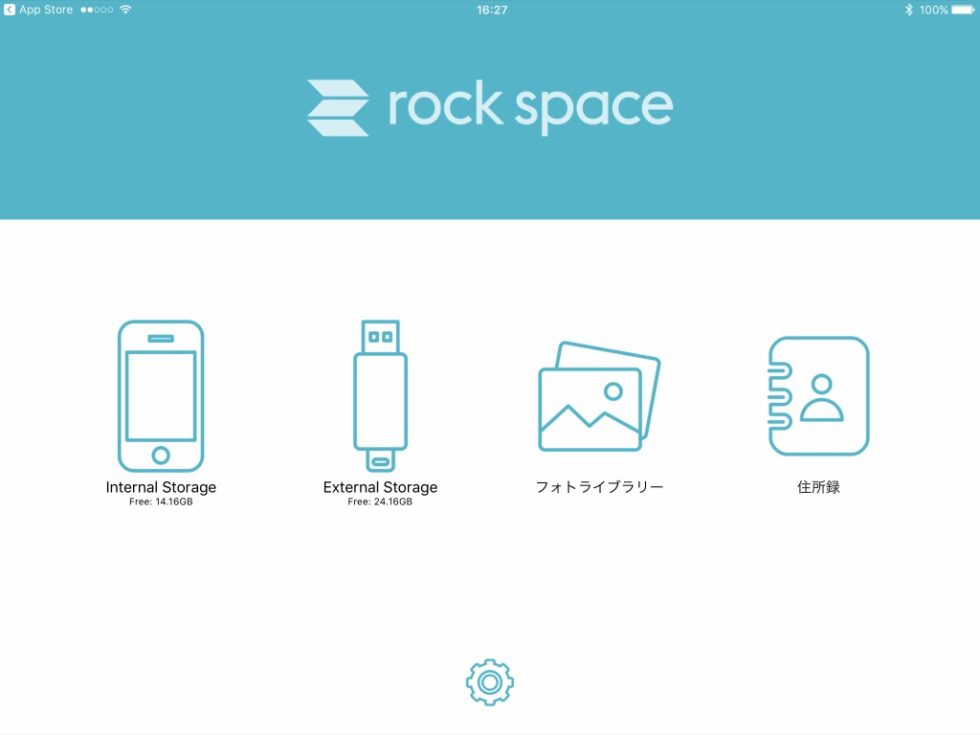 App Store
16:27
100%
rock space
Internal Storage
Free: 14.16GB
External Storage
Free: 24.16GB
フォトライブラリー
住所録